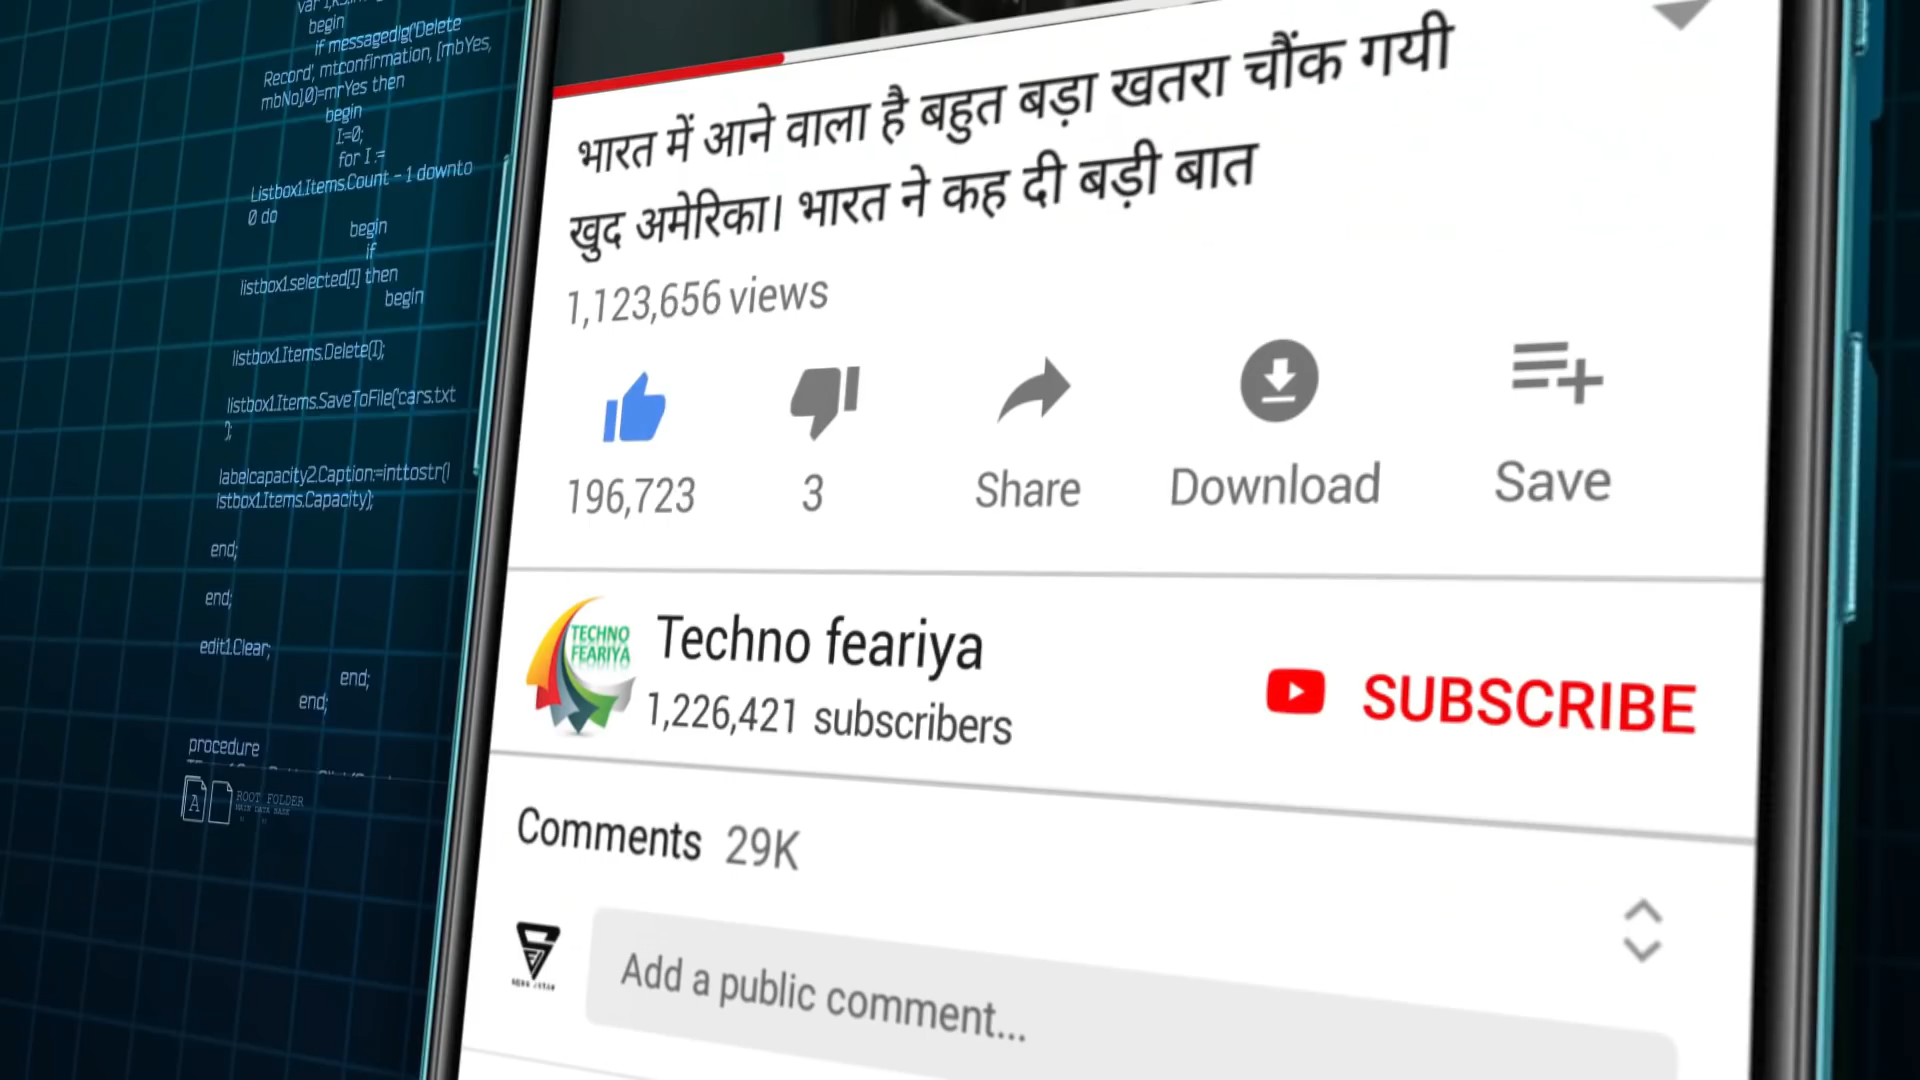 var I,k
begin
if messagedlg('Delete
Record', mtconfirmation, [mbYes,
mbNo],0)=mrYes then
begin
I:=0;
for I :=
Listbox1.Items.Count - 1 downto
0 do
begin
if
listbox1.selected[I] then
begin
listbox1.Items.Delete(I);
listbox1.Items.SaveToFile('cars.txt
');
labelcapacity2.Caption:=inttostr(l
istbox1.Items.Capacity);
end;
end;
edit1.Clear;
end;
end;
procedure
A
ROOT FOLDER
MAIN DATA BASE
भारत में आने वाला है बहुत बड़ा खतरा चौंक गयी
खुद अमेरिका। भारत ने कह दी बड़ी बात
1,123,656 views
196,723
3
Share
Download
Save
TECHNO
FEARIYA
Techno feariya
1,226,421 subscribers
SUBSCRIBE
Comments 29K
Add a public comment...